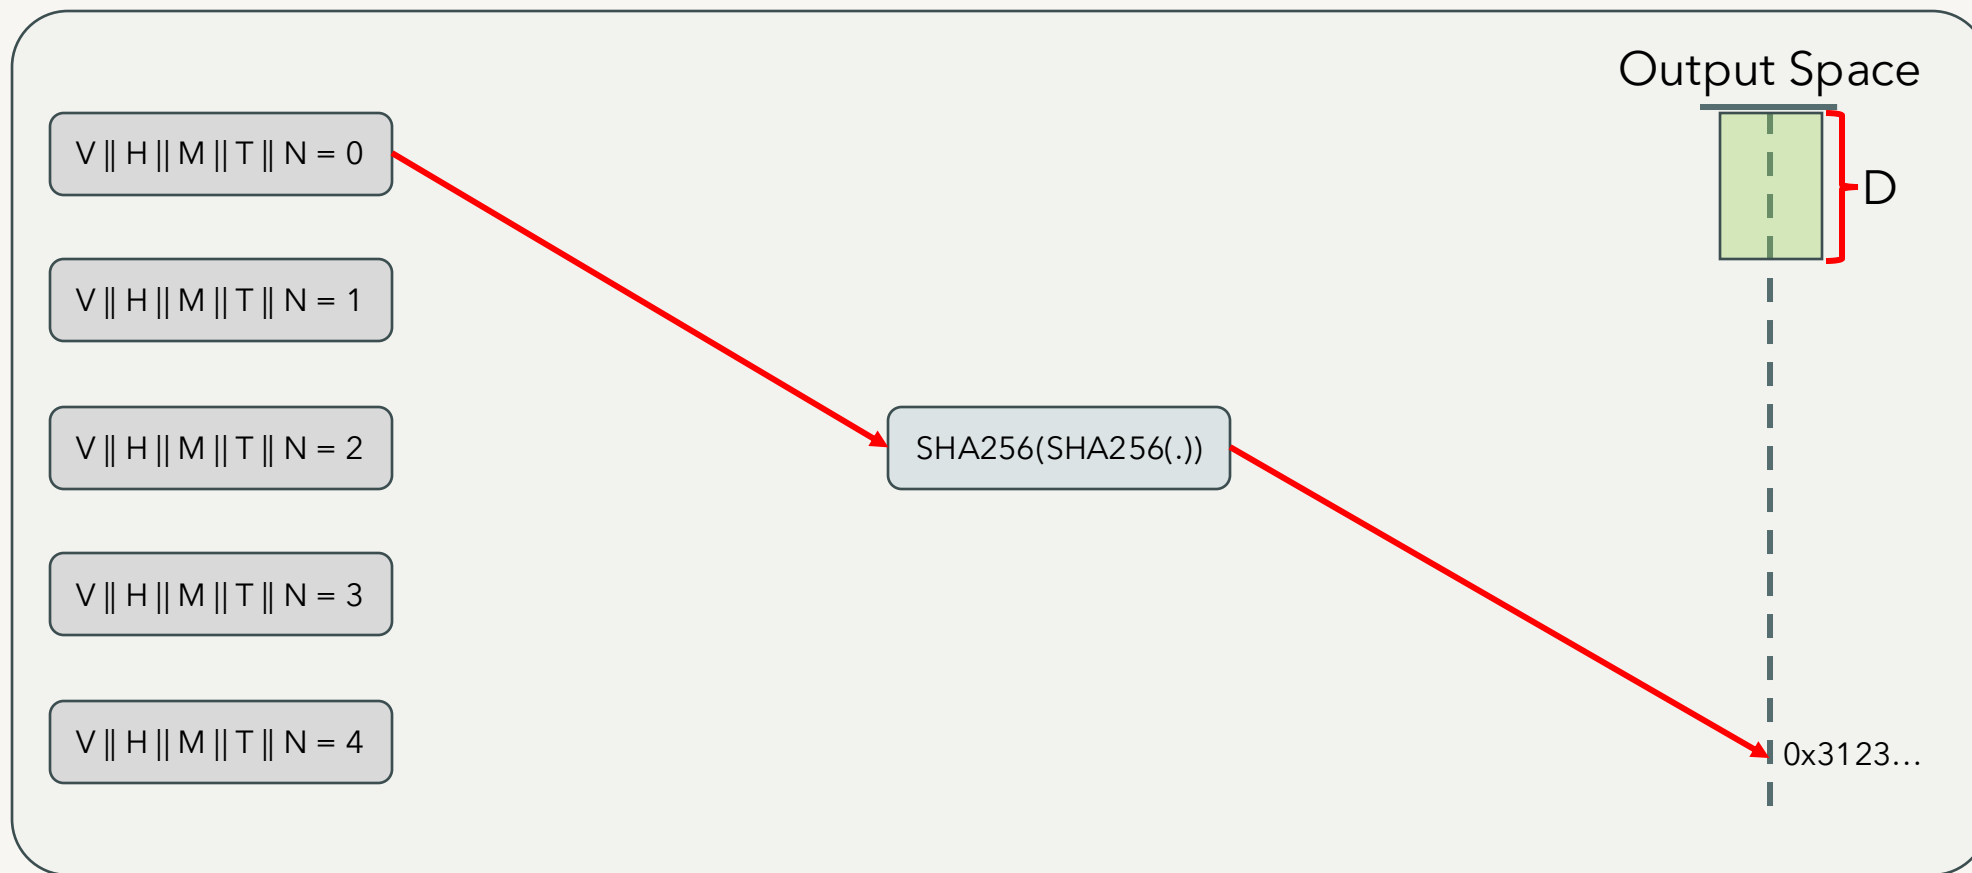 Output Space
V || H || M || T || N = 0
D
V || H || M || T || N = 1
V || H || M || T || N = 2
SHA256(SHA256(.))
V || H || M || T || N = 3
V || H || M || T || N = 4
0x3123…